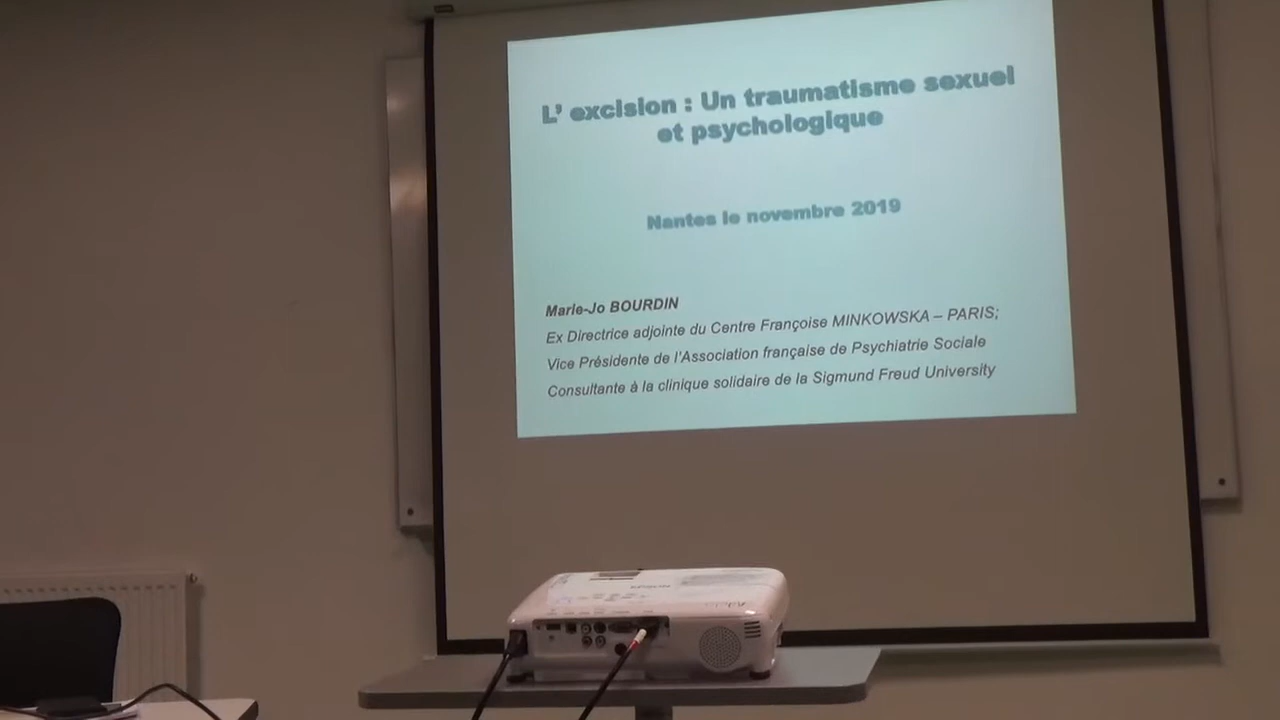 L' excision : Un traumatisme sexuel
et psychologique
Nantes le novembre 2019
Marie-Jo BOURDIN
Ex Directrice adjointe du Centre Françoise MINKOWSKA – PARIS;
Vice Présidente de l'Association française de Psychiatrie Sociale
Consultante à la clinique solidaire de la Sigmund Freud University